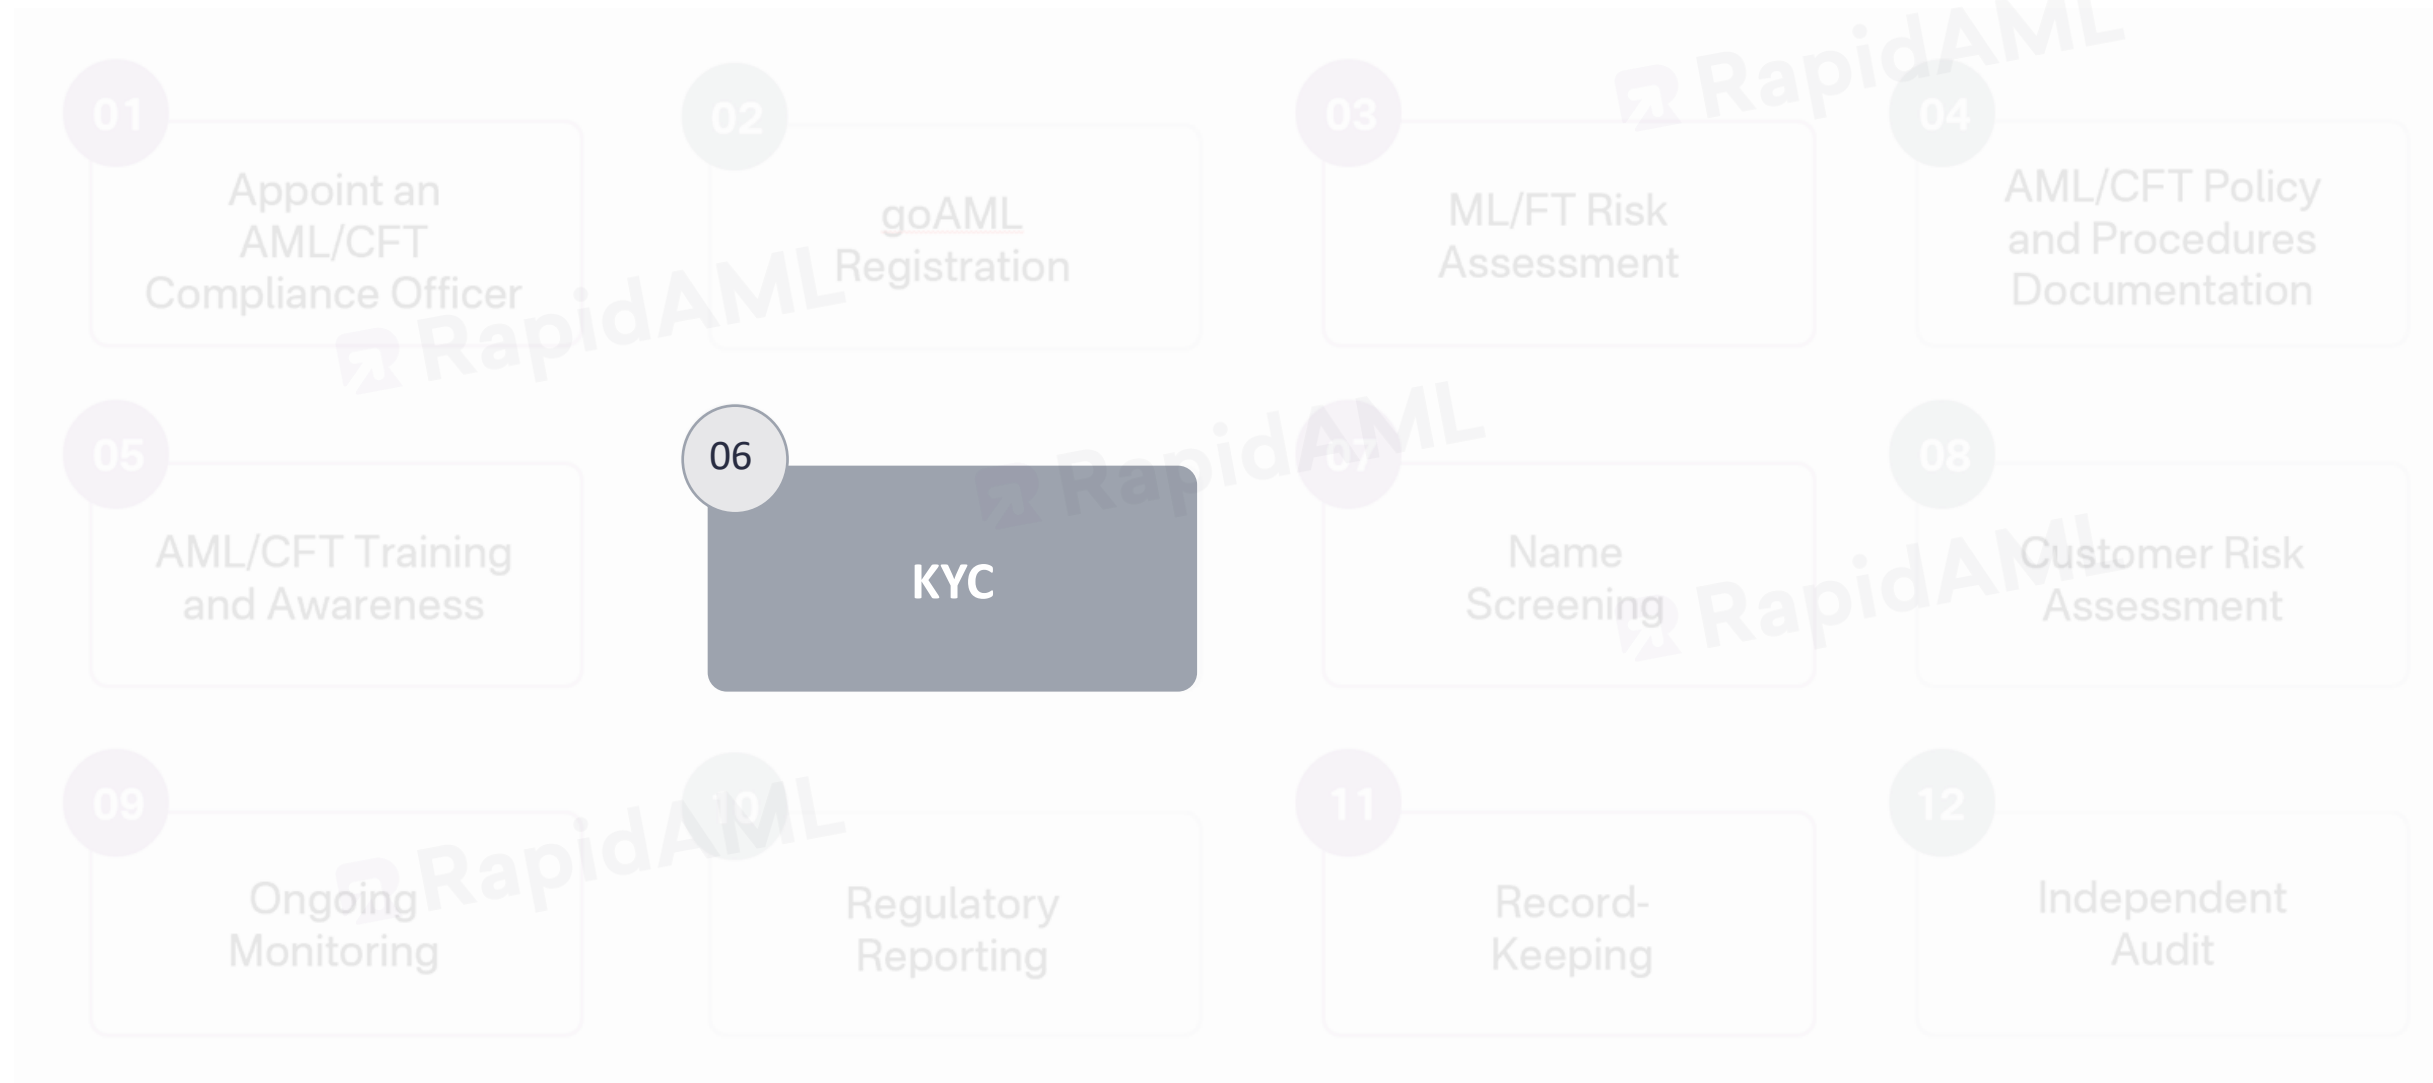 01
Appoint an
AML/CFT
Compliance Officer
02
goAML
Registration
03
ML/FT Risk
Assessment
04
AML/CFT Policy
and Procedures
Documentation
05
AML/CFT Training
and Awareness
06
KYC
07
Name
Screening
08
Customer Risk
Assessment
09
Ongoing
Monitoring
10
Regulatory
Reporting
11
Record-
Keeping
12
Independent
Audit
RapidAML
RapidAML
RapidAML
RapidAML
RapidAML